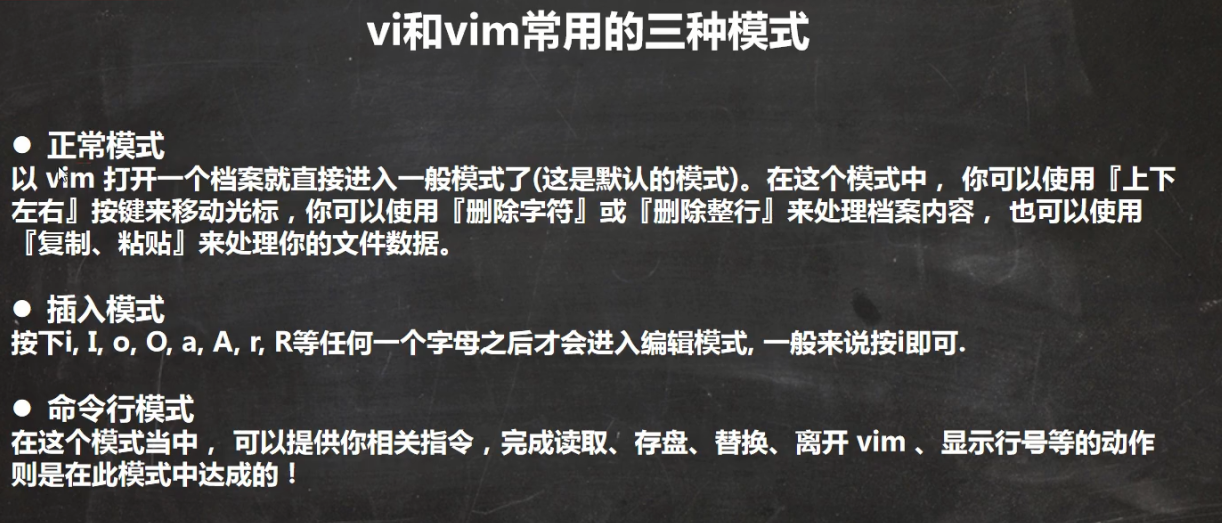 vi和vim常用的三种模式
● 正常模式
以 vim 打开一个档案就直接进入一般模式了(这是默认的模式)。在这个模式中， 你可以使用『上下
左右』按键来移动光标，你可以使用『删除字符』或『删除整行』来处理档案内容， 也可以使用
『复制、粘贴』来处理你的文件数据。
● 插入模式
按下i, I, o, O, a, A, r, R等任何一个字母之后才会进入编辑模式, 一般来说按i即可.
● 命令行模式
在这个模式当中， 可以提供你相关指令，完成读取、存盘、替换、离开 vim 、显示行号等的动作
则是在此模式中达成的！